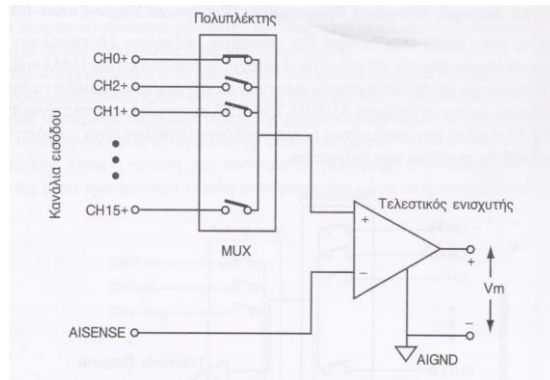 Πολυπλέκτης
CH0+
CH2+
CH1+
Κανάλια εισόδου
CH15+
MUX
Τελεστικός ενισχυτής
+
−
+
Vm
−
AISENSE
AIGND